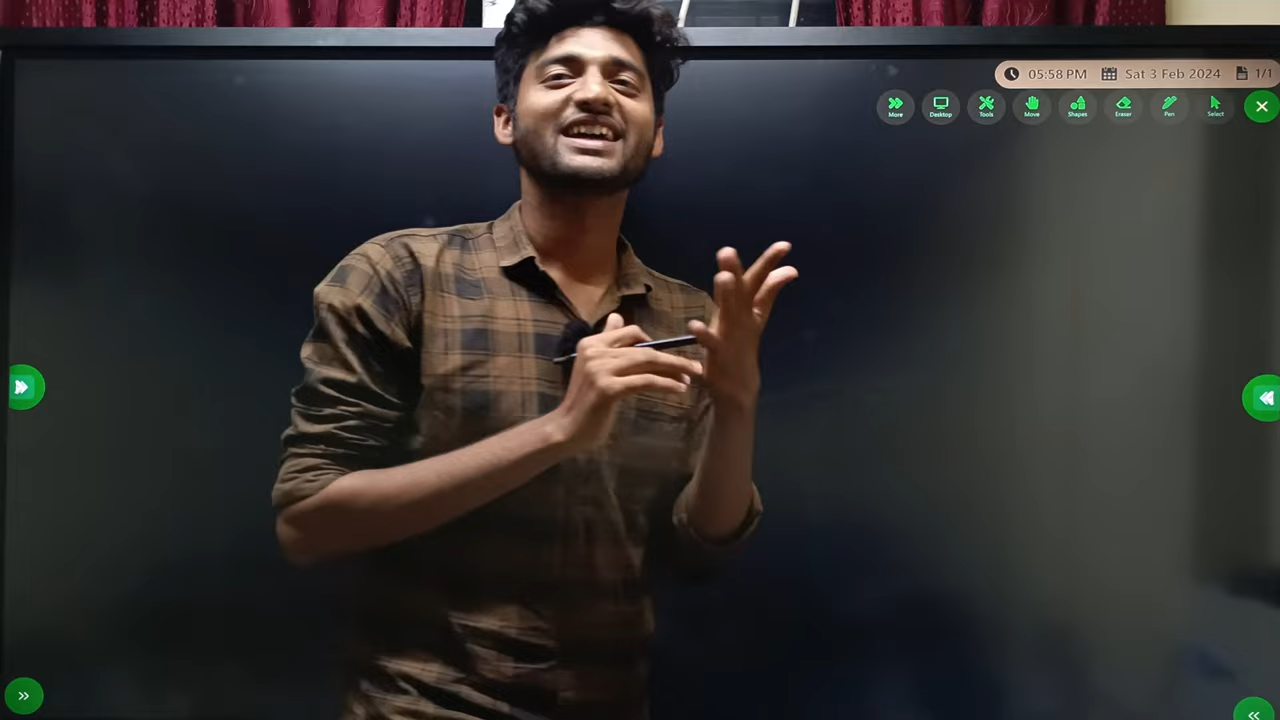 05:58 PM Sat 3 Feb 2024 1/1
More Desktop Tools Move Shapes Eraser Pen Select